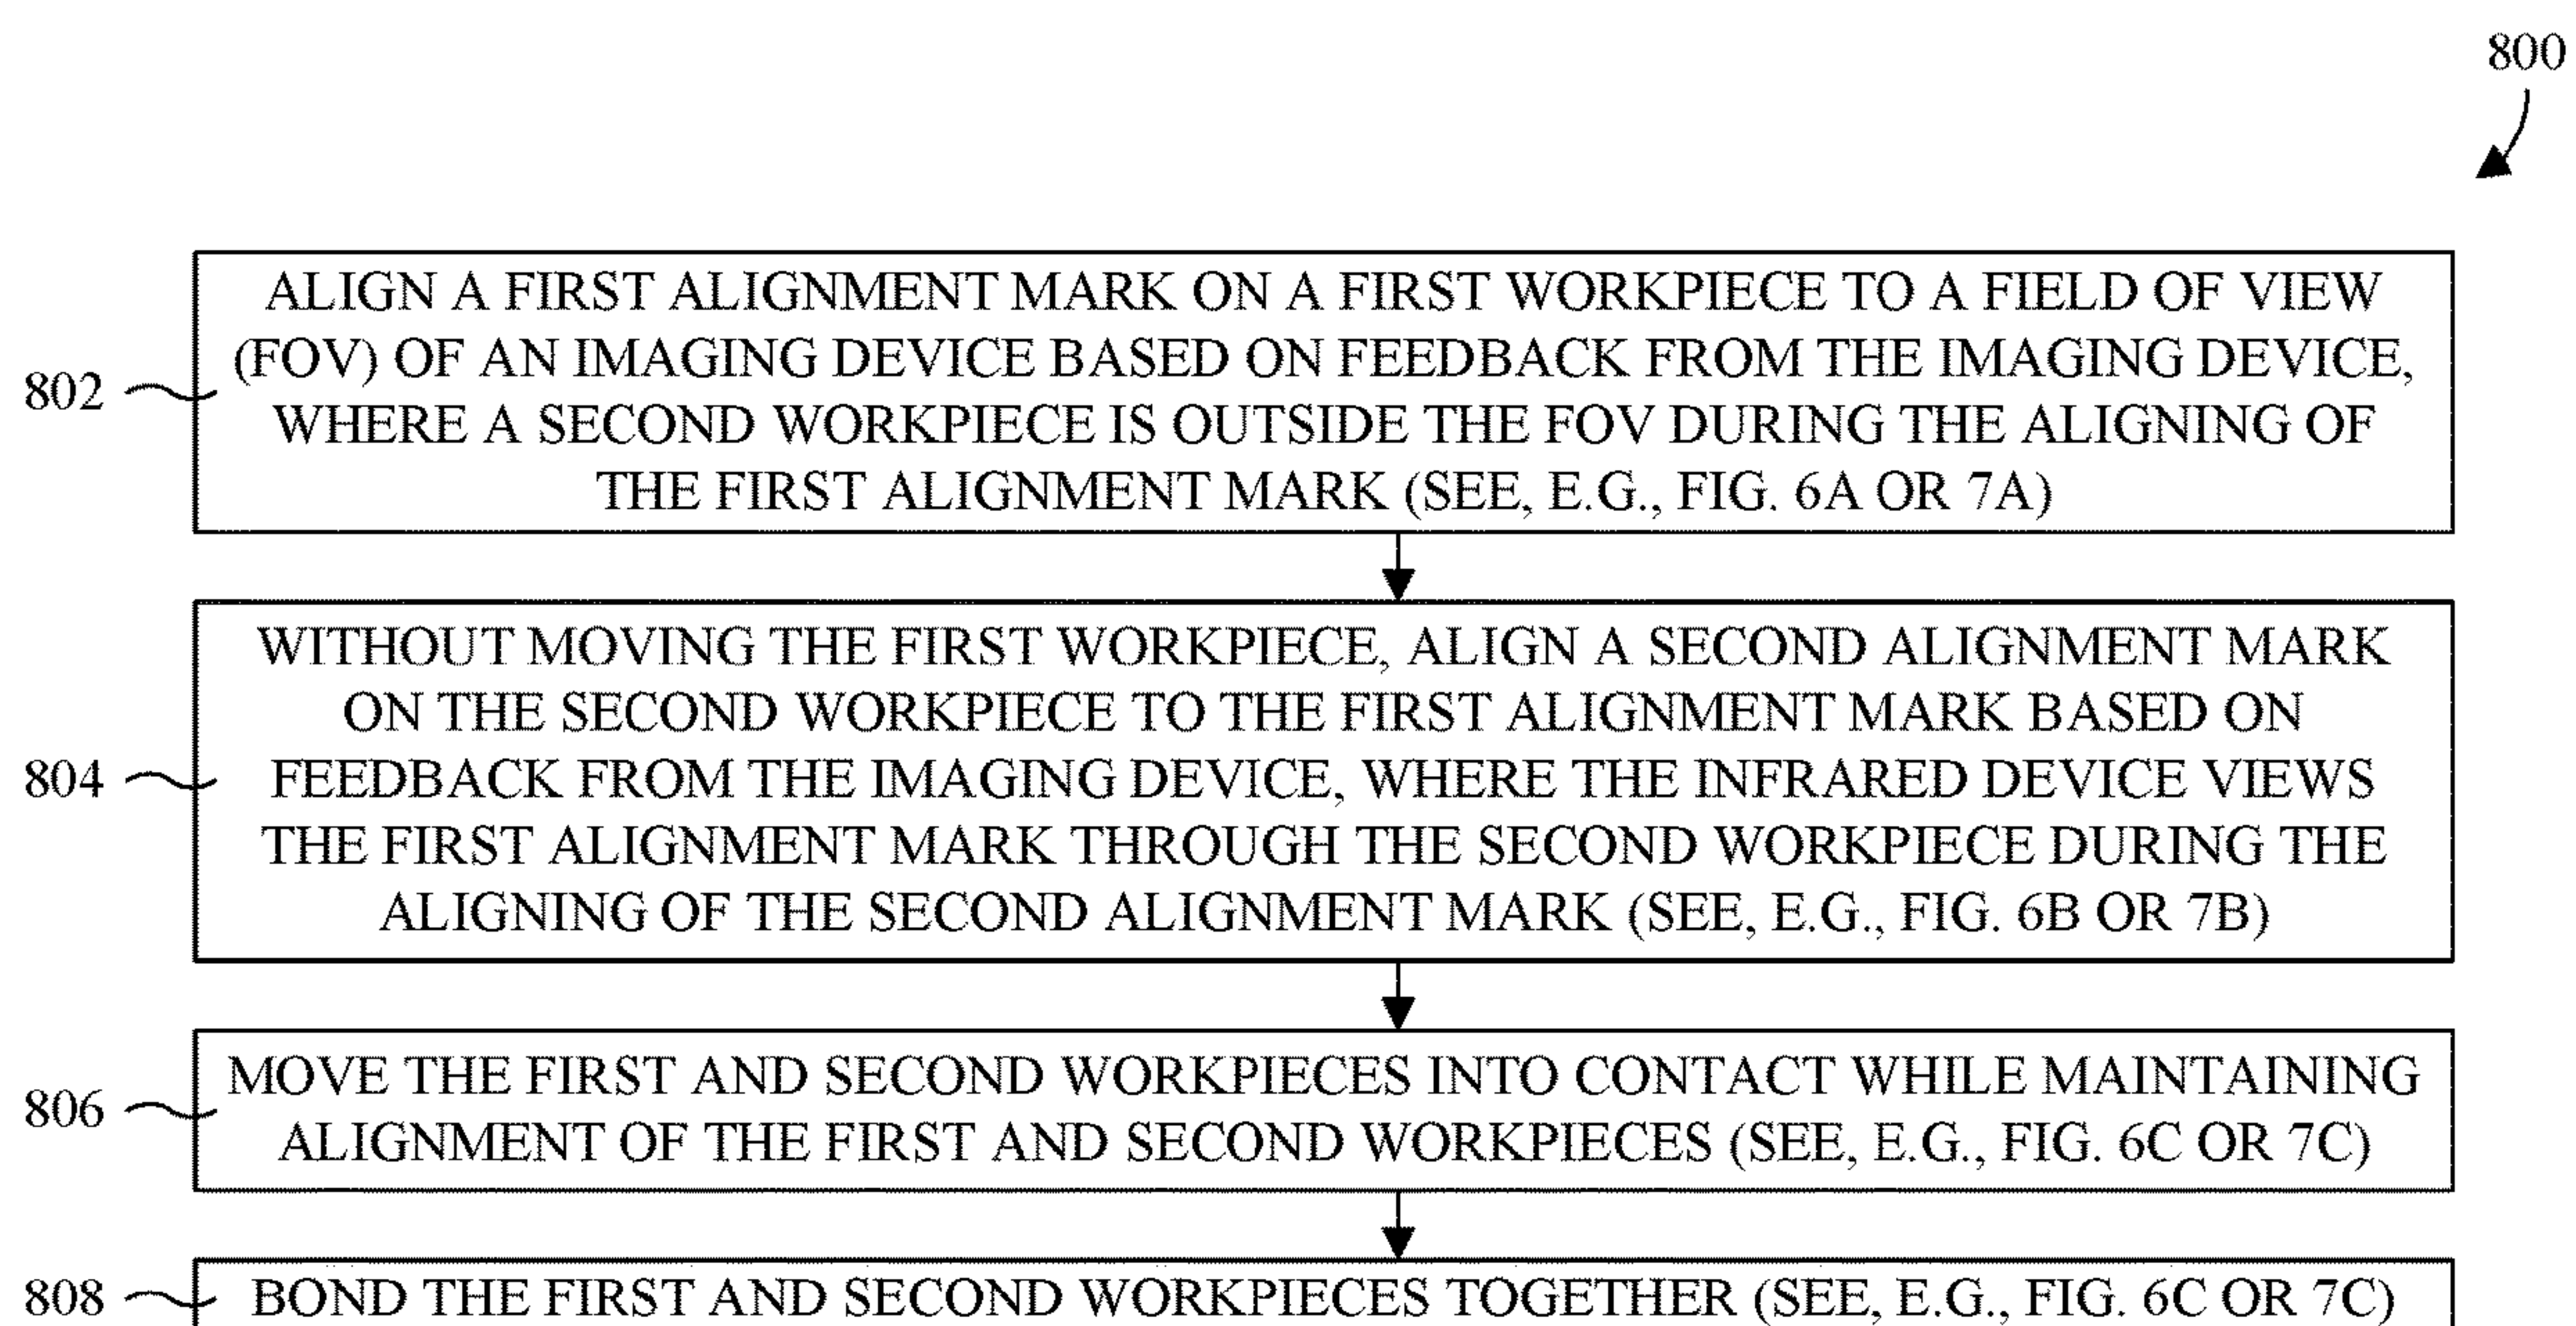 800
ALIGN A FIRST ALIGNMENT MARK ON A FIRST WORKPIECE TO A FIELD OF VIEW
(FOV) OF AN IMAGING DEVICE BASED ON FEEDBACK FROM THE IMAGING DEVICE,
802
WHERE A SECOND WORKPIECE IS OUTSIDE THE FOV DURING THE ALIGNING OF
THE FIRST ALIGNMENT MARK (SEE, E.G., FIG. 6A OR 7A)
WITHOUT MOVING THE FIRST WORKPIECE, ALIGN A SECOND ALIGNMENT MARK
ON THE SECOND WORKPIECE TO THE FIRST ALIGNMENT MARK BASED ON
804
FEEDBACK FROM THE IMAGING DEVICE, WHERE THE INFRARED DEVICE VIEWS
THE FIRST ALIGNMENT MARK THROUGH THE SECOND WORKPIECE DURING THE
ALIGNING OF THE SECOND ALIGNMENT MARK (SEE, E.G., FIG. 6B OR 7B)
806
MOVE THE FIRST AND SECOND WORKPIECES INTO CONTACT WHILE MAINTAINING
ALIGNMENT OF THE FIRST AND SECOND WORKPIECES (SEE, E.G., FIG. 6C OR 7C)
808
BOND THE FIRST AND SECOND WORKPIECES TOGETHER (SEE, E.G., FIG. 6C OR 7C)